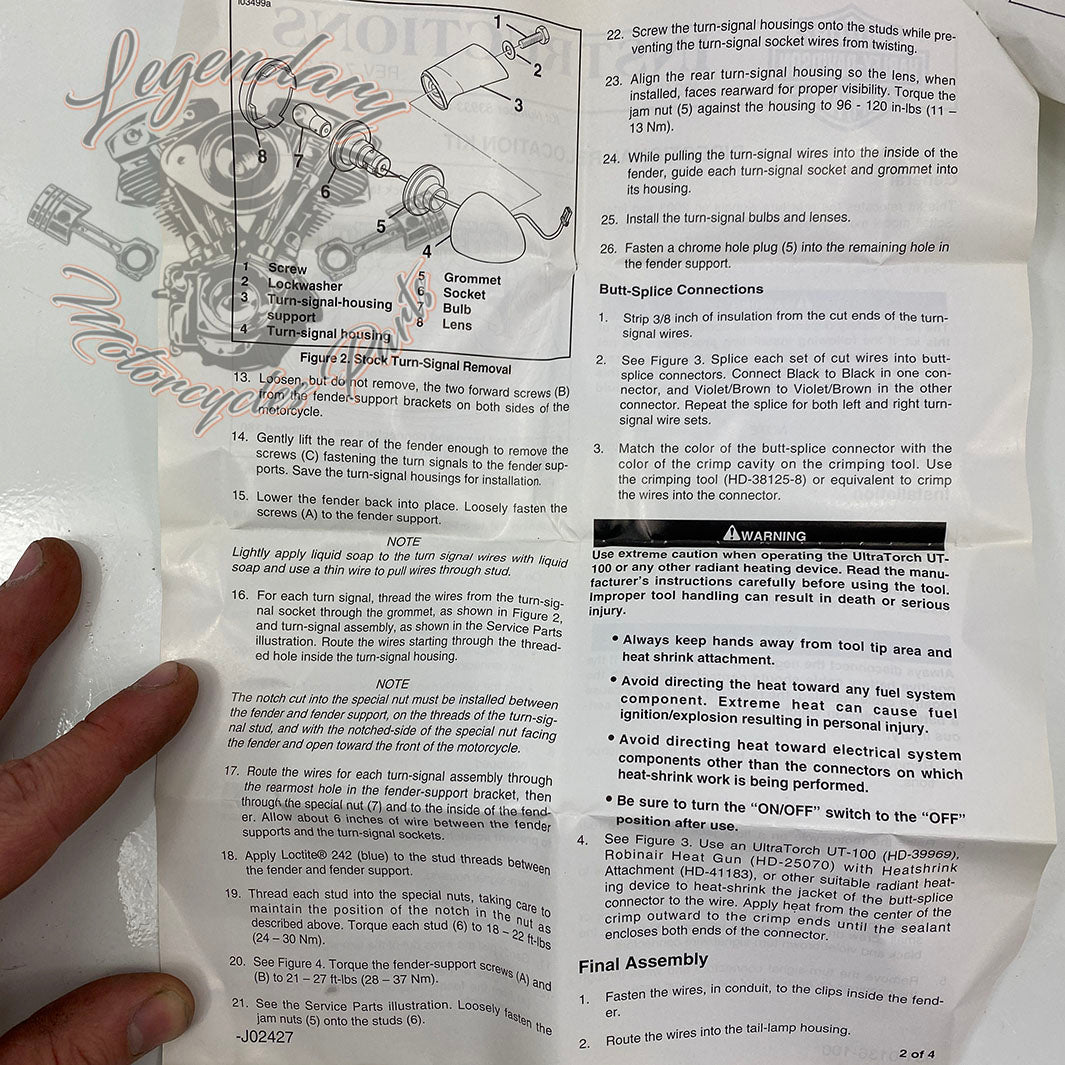 i03499a
1
2
3
8
7
6
5
4
1 Screw
2 Lockwasher
3 Turn-signal-housing
support
4 Turn-signal housing
5 Grommet
6 Socket
7 Bulb
8 Lens
Figure 2. Stock Turn-Signal Removal
Legendary
Motorcycles Parts
13. Loosen, but do not remove, the two forward screws (B)
from the fender-support brackets on both sides of the
motorcycle.
14. Gently lift the rear of the fender enough to remove the
screws (C) fastening the turn signals to the fender sup-
ports. Save the turn-signal housings for installation.
15. Lower the fender back into place. Loosely fasten the
screws (A) to the fender support.
NOTE
Lightly apply liquid soap to the turn signal wires with liquid
soap and use a thin wire to pull wires through stud.
16. For each turn signal, thread the wires from the turn-sig-
nal socket through the grommet, as shown in Figure 2,
and turn-signal assembly, as shown in the Service Parts
illustration. Route the wires starting through the thread-
ed hole inside the turn-signal housing.
NOTE
The notch cut into the special nut must be installed between
the fender and fender support, on the threads of the turn-sig-
nal stud, and with the notched-side of the special nut facing
the fender and open toward the front of the motorcycle.
17. Route the wires for each turn-signal assembly through
the rearmost hole in the fender-support bracket, then
through the special nut (7) and to the inside of the fend-
er. Allow about 6 inches of wire between the fender
supports and the turn-signal sockets.
18. Apply Loctite® 242 (blue) to the stud threads between
the fender and fender support.
19. Thread each stud into the special nuts, taking care to
maintain the position of the notch in the nut as
described above. Torque each stud (6) to 18 – 22 ft-lbs
(24 – 30 Nm).
20. See Figure 4. Torque the fender-support screws (A) and
(B) to 21 – 27 ft-lbs (28 – 37 Nm).
21. See the Service Parts illustration. Loosely fasten the
jam nuts (5) onto the studs (6).
-J02427
22. Screw the turn-signal housings onto the studs while pre-
venting the turn-signal socket wires from twisting.
23. Align the rear turn-signal housing so the lens, when
installed, faces rearward for proper visibility. Torque the
jam nut (5) against the housing to 96 - 120 in-lbs (11 –
13 Nm).
24. While pulling the turn-signal wires into the inside of the
fender, guide each turn-signal socket and grommet into
its housing.
25. Install the turn-signal bulbs and lenses.
26. Fasten a chrome hole plug (5) into the remaining hole in
the fender support.
Butt-Splice Connections
1. Strip 3/8 inch of insulation from the cut ends of the turn-
signal wires.
2. See Figure 3. Splice each set of cut wires into butt-
splice connectors. Connect Black to Black in one con-
nector, and Violet/Brown to Violet/Brown in the other
connector. Repeat the splice for both left and right turn-
signal wire sets.
3. Match the color of the butt-splice connector with the
color of the crimp cavity on the crimping tool. Use
the crimping tool (HD-38125-8) or equivalent to crimp
the wires into the connector.
WARNING
Use extreme caution when operating the UltraTorch UT-
100 or any other radiant heating device. Read the manu-
facturer's instructions carefully before using the tool.
Improper tool handling can result in death or serious
injury.
• Always keep hands away from tool tip area and
heat shrink attachment.
• Avoid directing the heat toward any fuel system
component. Extreme heat can cause fuel
ignition/explosion resulting in personal injury.
• Avoid directing heat toward electrical system
components other than the connectors on which
heat-shrink work is being performed.
• Be sure to turn the “ON/OFF” switch to the “OFF”
position after use.
4. See Figure 3. Use an UltraTorch UT-100 (HD-39969),
Robinair Heat Gun (HD-25070) with Heatshrink
Attachment (HD-41183), or other suitable radiant heat-
ing device to heat-shrink the jacket of the butt-splice
connector to the wire. Apply heat from the center of the
crimp outward to the crimp ends until the sealant
encloses both ends of the connector.
Final Assembly
1. Fasten the wires, in conduit, to the clips inside the fend-
er.
2. Route the wires into the tail-lamp housing.
2 of 4